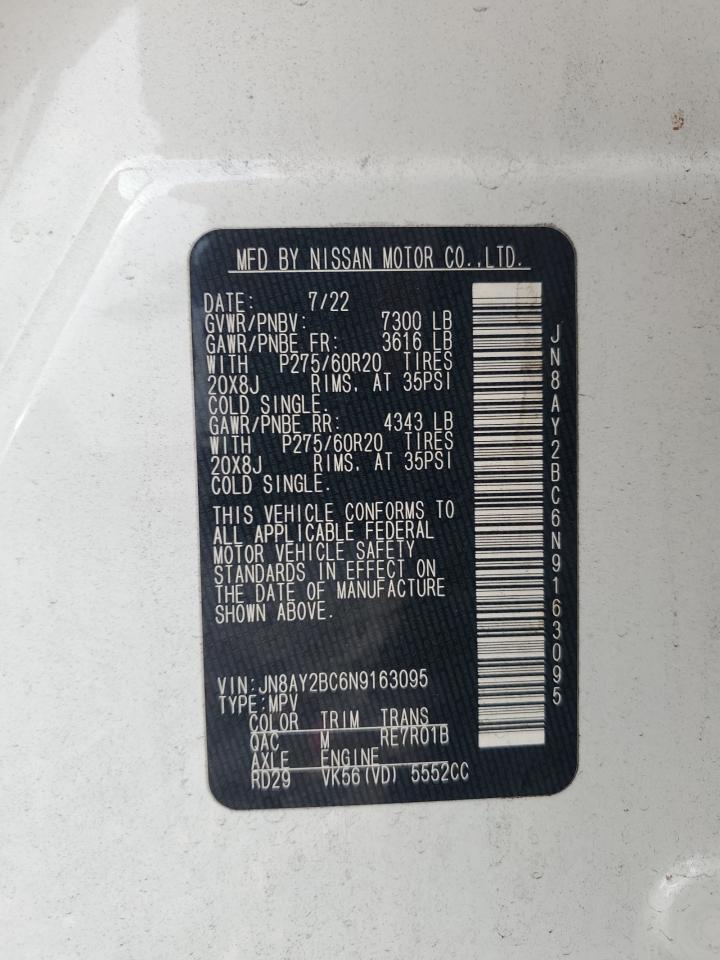 MFD BY NISSAN MOTOR CO.,LTD.
DATE: 7/22
GVWR/PNBV: 7300 LB
GAWR/PNBE FR: 3616 LB
WITH P275/60R20 TIRES
20X8J RIMS, AT 35PSI
COLD SINGLE.
GAWR/PNBE RR: 4343 LB
WITH P275/60R20 TIRES
20X8J RIMS, AT 35PSI
COLD SINGLE.
THIS VEHICLE CONFORMS TO
ALL APPLICABLE FEDERAL
MOTOR VEHICLE SAFETY
STANDARDS IN EFFECT ON
THE DATE OF MANUFACTURE
SHOWN ABOVE.
VIN:JN8AY2BC6N9163095
TYPE:MPV
COLOR TRIM TRANS
QAC M RE7R01B
AXLE ENGINE
RD29 VK56(VD) 5552CC
JN8AY2BC6N9163095